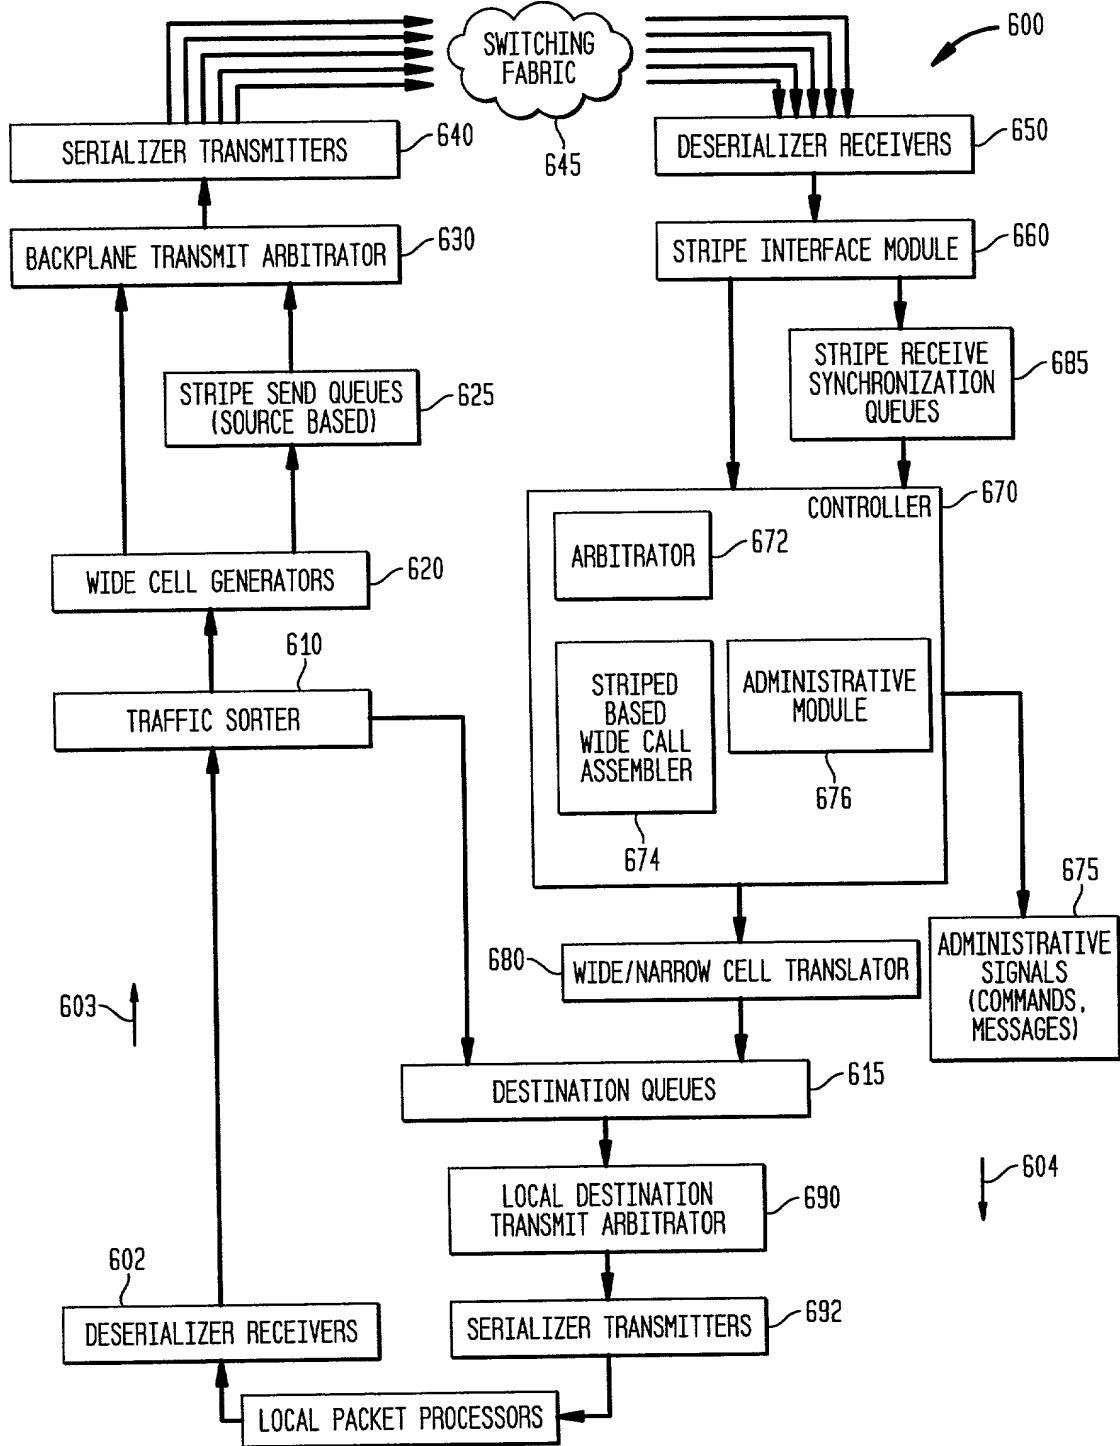 SWITCHING
FABRIC
600
645
SERIALIZER TRANSMITTERS
640
DESERIALIZER RECEIVERS
650
BACKPLANE TRANSMIT ARBITRATOR
630
STRIPE INTERFACE MODULE
660
STRIPE SEND QUEUES
(SOURCE BASED)
625
STRIPE RECEIVE
SYNCHRONIZATION
QUEUES
685
WIDE CELL GENERATORS
620
CONTROLLER
670
ARBITRATOR
672
610
TRAFFIC SORTER
STRIPED
BASED
WIDE CALL
ASSEMBLER
674
ADMINISTRATIVE
MODULE
676
675
ADMINISTRATIVE
SIGNALS
(COMMANDS,
MESSAGES)
680
WIDE/NARROW CELL TRANSLATOR
603
DESTINATION QUEUES
615
604
LOCAL DESTINATION
TRANSMIT ARBITRATOR
690
602
DESERIALIZER RECEIVERS
SERIALIZER TRANSMITTERS
692
LOCAL PACKET PROCESSORS